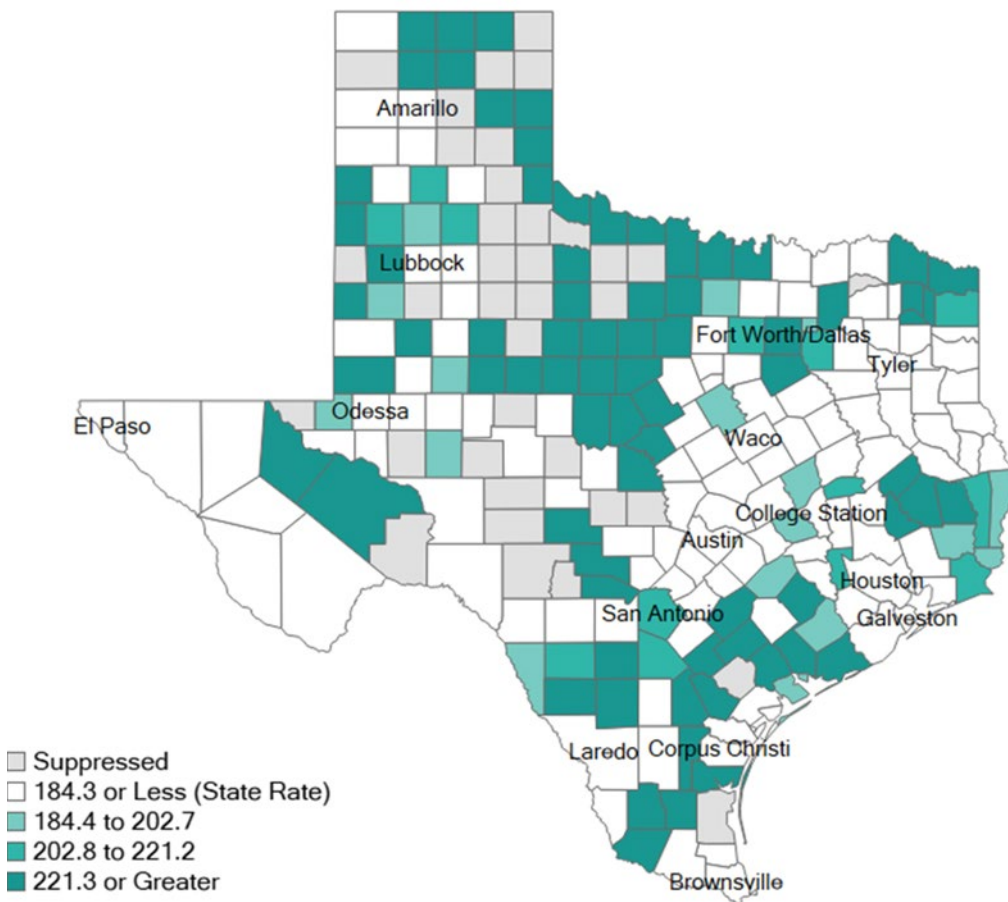 Amarillo
Lubbock
Fort Worth/Dallas
Tyler
El Paso
Odessa
Waco
College Station
Austin
Houston
San Antonio
Galveston
Laredo
Corpus Christi
Brownsville
Suppressed
184.3 or Less (State Rate)
184.4 to 202.7
202.8 to 221.2
221.3 or Greater